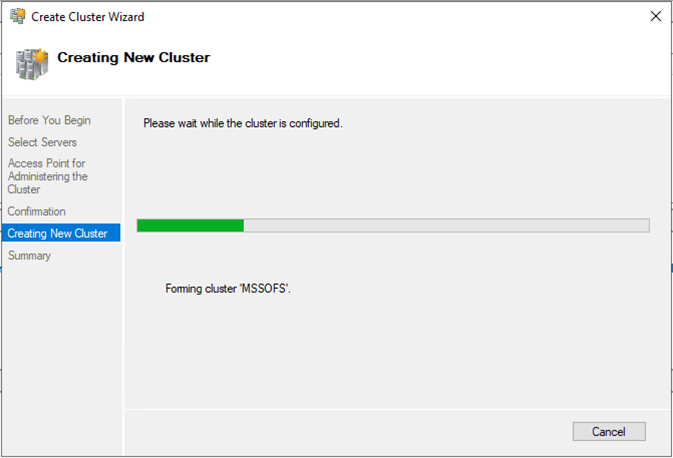 Create Cluster Wizard
Creating New Cluster
Before You Begin
Select Servers
Access Point for
Administering the
Cluster
Confirmation
Creating New Cluster
Summary
Please wait while the cluster is configured.
Forming cluster 'MSSOFS'.
Cancel